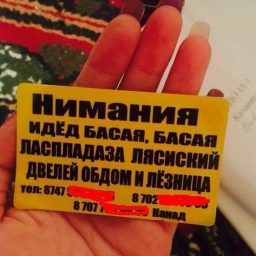 Нимания
ИДЁД БАСАЯ, БАСАЯ
ЛАСПЛАДАЗА ЛЯСИСКИЙ
ДВЕЛЕЙ ОБДОМ И ЛЁЗНИЦА
тел: 8747 8 702
8 707 Канад